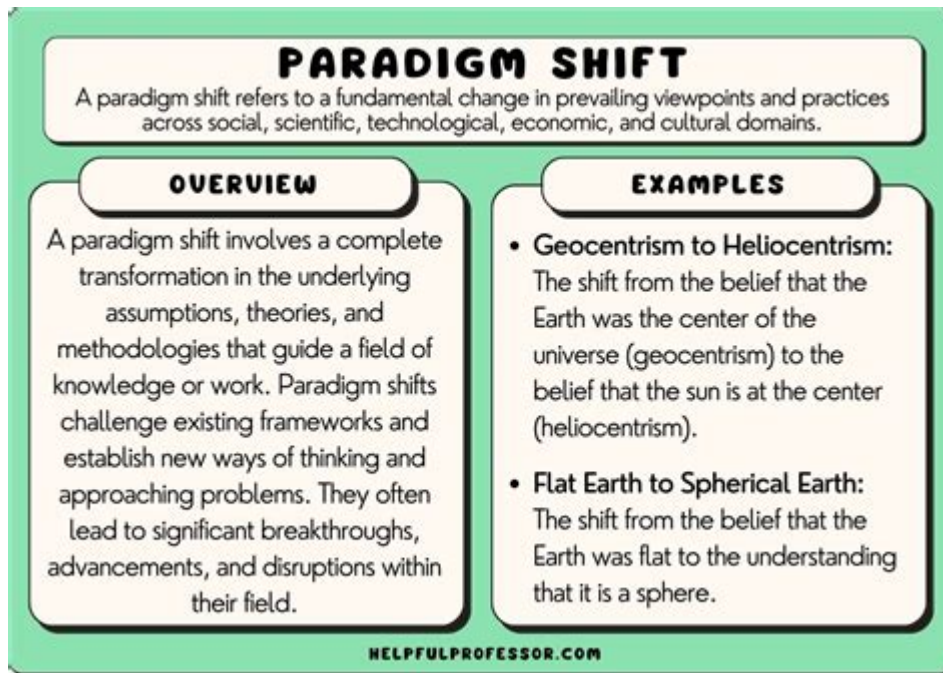 PARADIGM SHIFT
A paradigm shift refers to a fundamental change in prevailing viewpoints and practices
across social, scientific, technological, economic, and cultural domains.
OVERVIEW
A paradigm shift involves a complete
transformation in the underlying
assumptions, theories, and
methodologies that guide a field of
knowledge or work. Paradigm shifts
challenge existing frameworks and
establish new ways of thinking and
approaching problems. They often
lead to significant breakthroughs,
advancements, and disruptions within
their field.
EXAMPLES
• Geocentrism to Heliocentrism:
The shift from the belief that the
Earth was the center of the
universe (geocentrism) to the
belief that the sun is at the center
(heliocentrism).
• Flat Earth to Spherical Earth:
The shift from the belief that the
Earth was flat to the understanding
that it is a sphere.
HELPFULPROFESSOR.COM